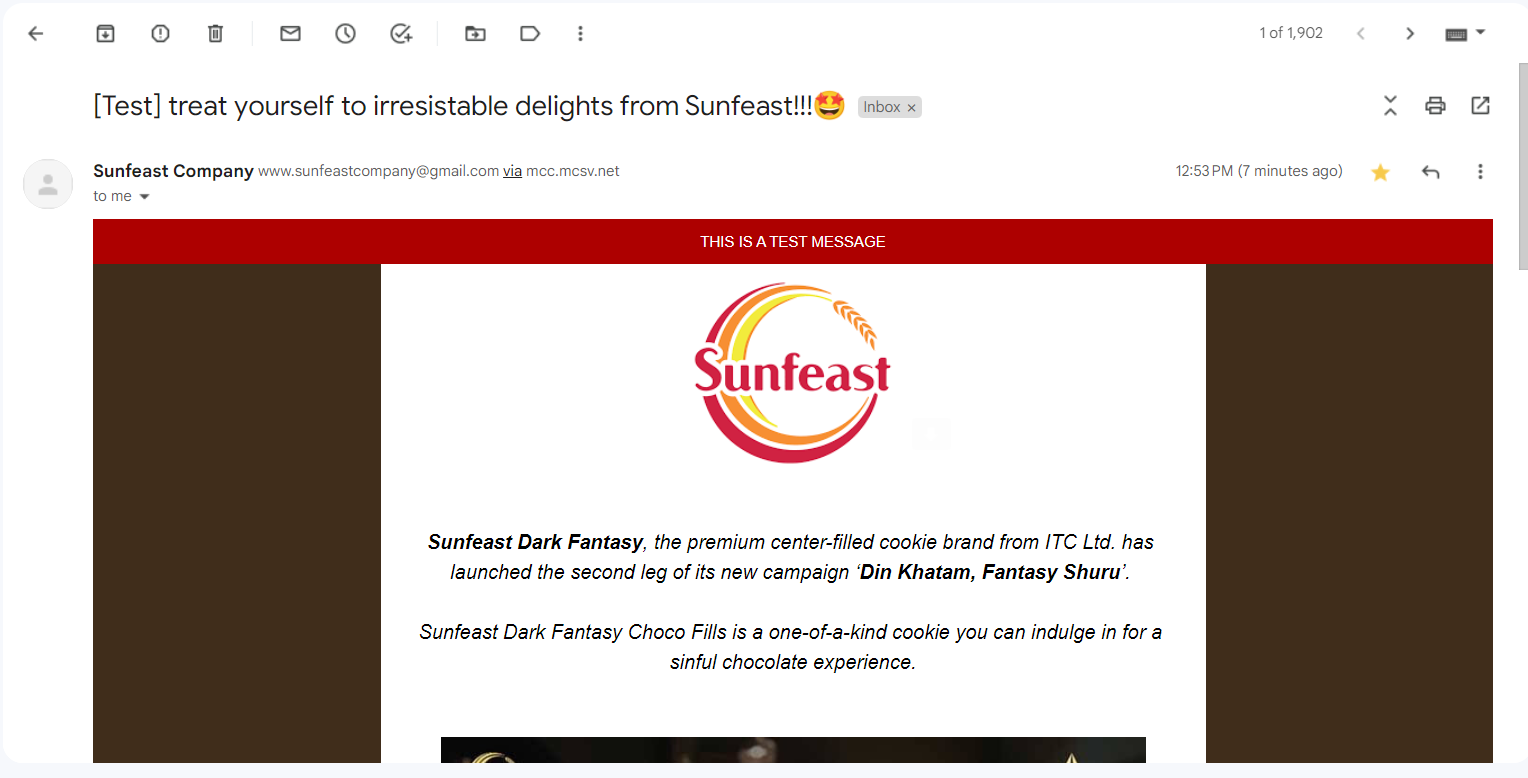 1 of 1,902
[Test] treat yourself to irresistable delights from Sunfeast!!!🤩 Inbox ×
Sunfeast Company www.sunfeastcompany@gmail.com via mcc.mcsv.net 12:53 PM (7 minutes ago)
to me
THIS IS A TEST MESSAGE
Sunfeast
Sunfeast Dark Fantasy, the premium center-filled cookie brand from ITC Ltd. has
launched the second leg of its new campaign ‘Din Khatam, Fantasy Shuru’.
Sunfeast Dark Fantasy Choco Fills is a one-of-a-kind cookie you can indulge in for a
sinful chocolate experience.